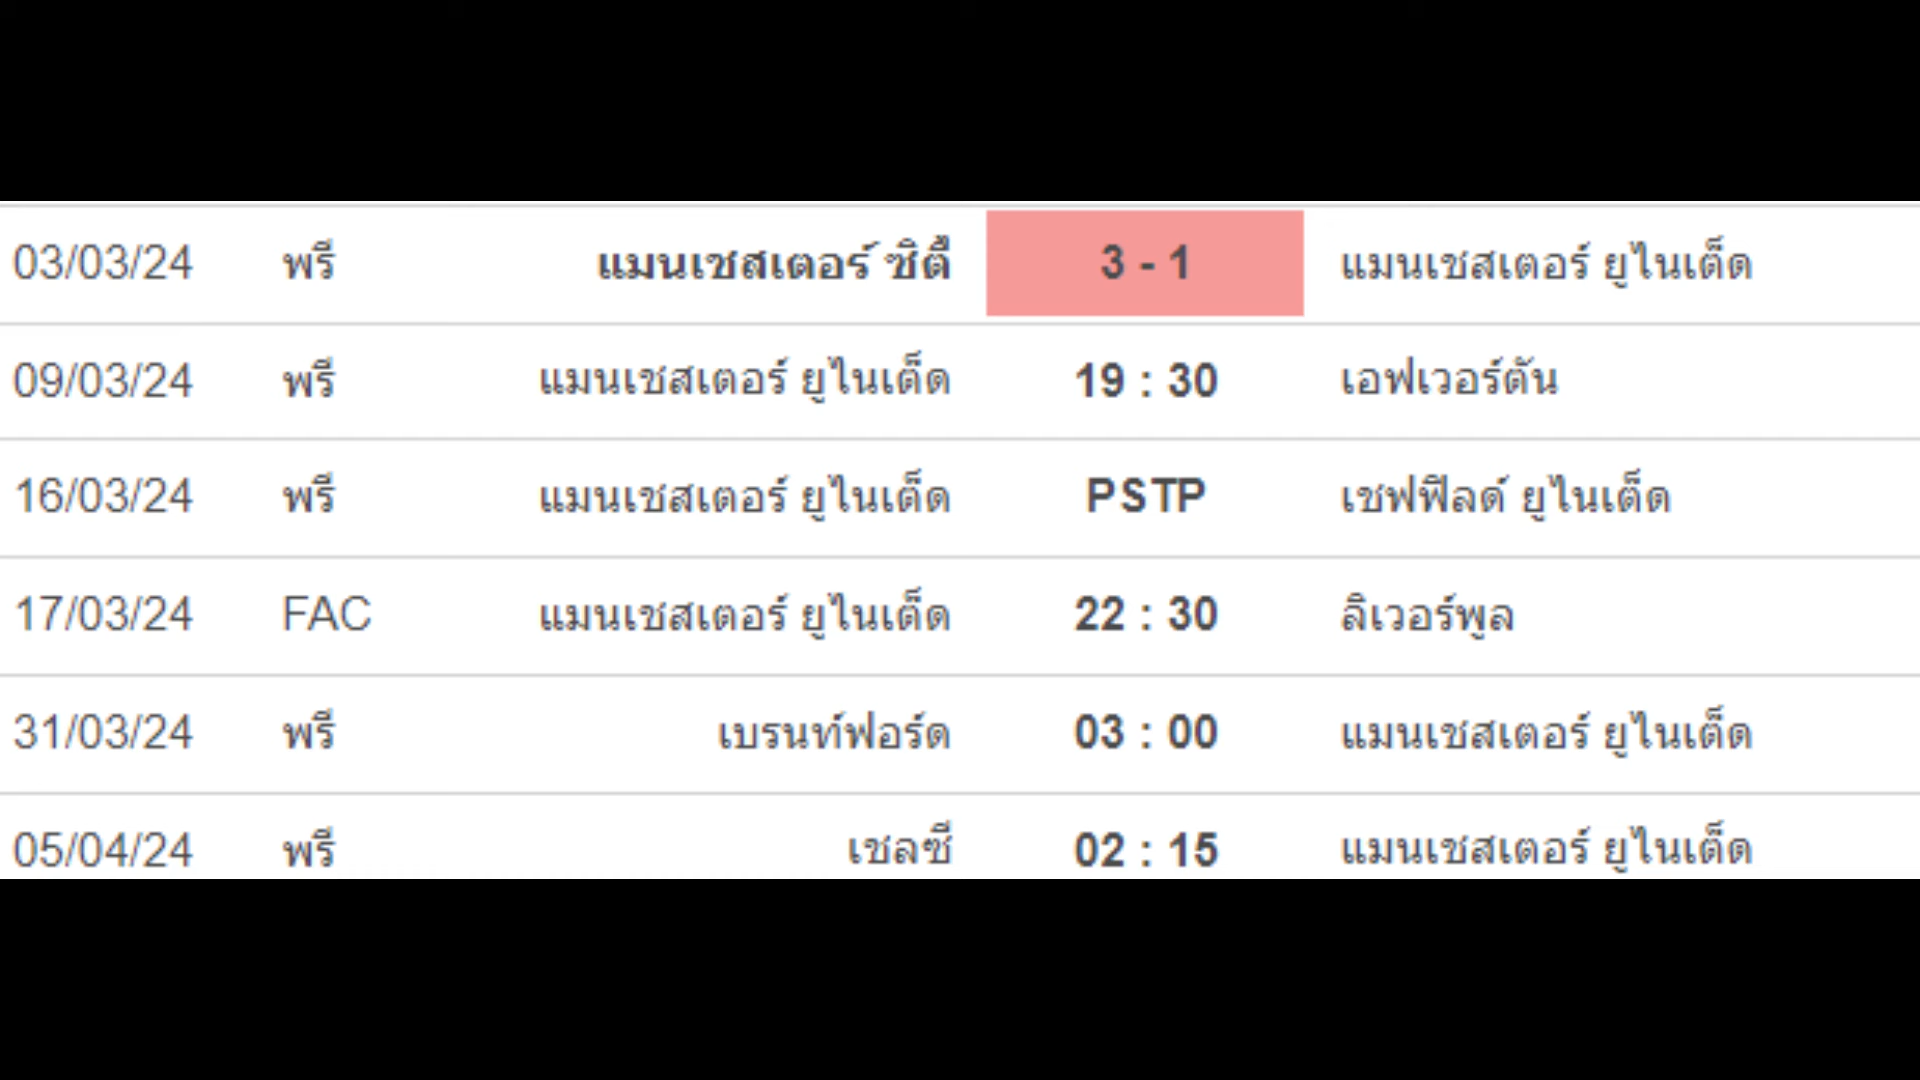 03/03/24 พรี แมนเชสเตอร์ ซิตี้ 3 - 1 แมนเชสเตอร์ ยูไนเต็ด
09/03/24 พรี แมนเชสเตอร์ ยูไนเต็ด 19 : 30 เอฟเวอร์ตัน
16/03/24 พรี แมนเชสเตอร์ ยูไนเต็ด PSTP เชฟฟิลด์ ยูไนเต็ด
17/03/24 FAC แมนเชสเตอร์ ยูไนเต็ด 22 : 30 ลิเวอร์พูล
31/03/24 พรี เบรนท์ฟอร์ด 03 : 00 แมนเชสเตอร์ ยูไนเต็ด
05/04/24 พรี เชลซี 02 : 15 แมนเชสเตอร์ ยูไนเต็ด